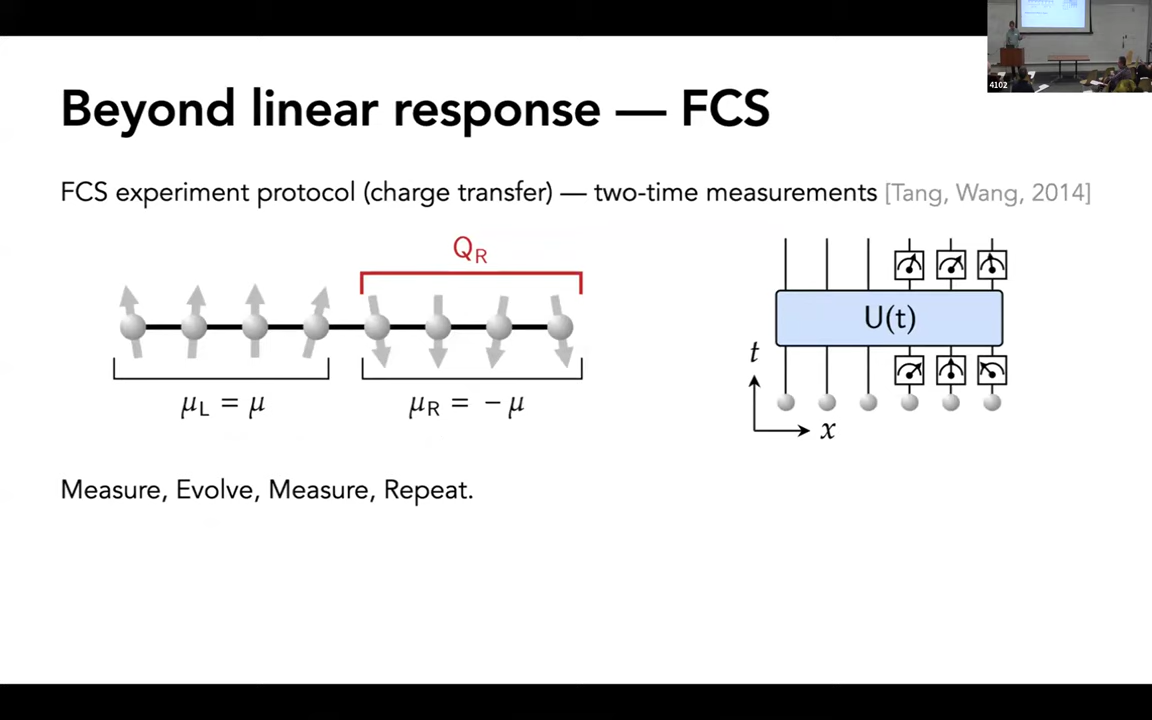 Beyond linear response — FCS
FCS experiment protocol (charge transfer) — two-time measurements [Tang, Wang, 2014]
Q_R
μ_L = μ
μ_R = − μ
U(t)
t
x
Measure, Evolve, Measure, Repeat.
4102